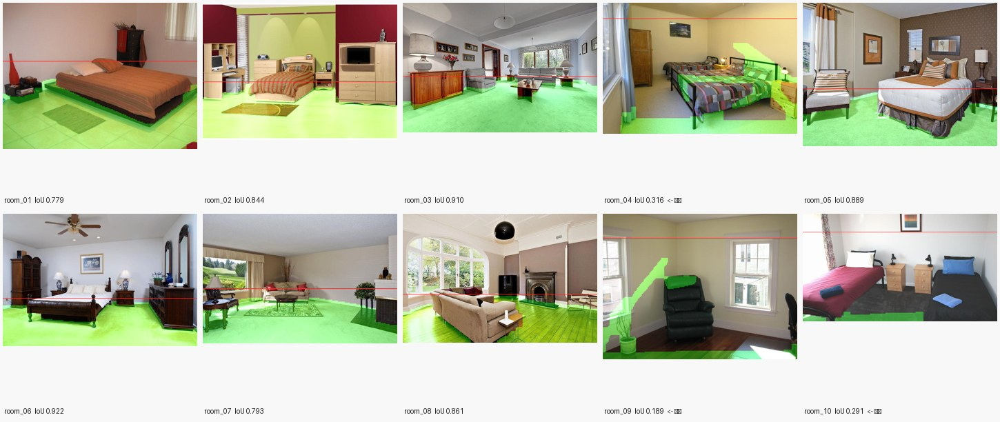 room_01 IoU 0.779
room_02 IoU 0.844
room_03 IoU 0.910
room_04 IoU 0.316 <-
room_05 IoU 0.889
room_06 IoU 0.922
room_07 IoU 0.793
room_08 IoU 0.861
room_09 IoU 0.189 <-
room_10 IoU 0.291 <-